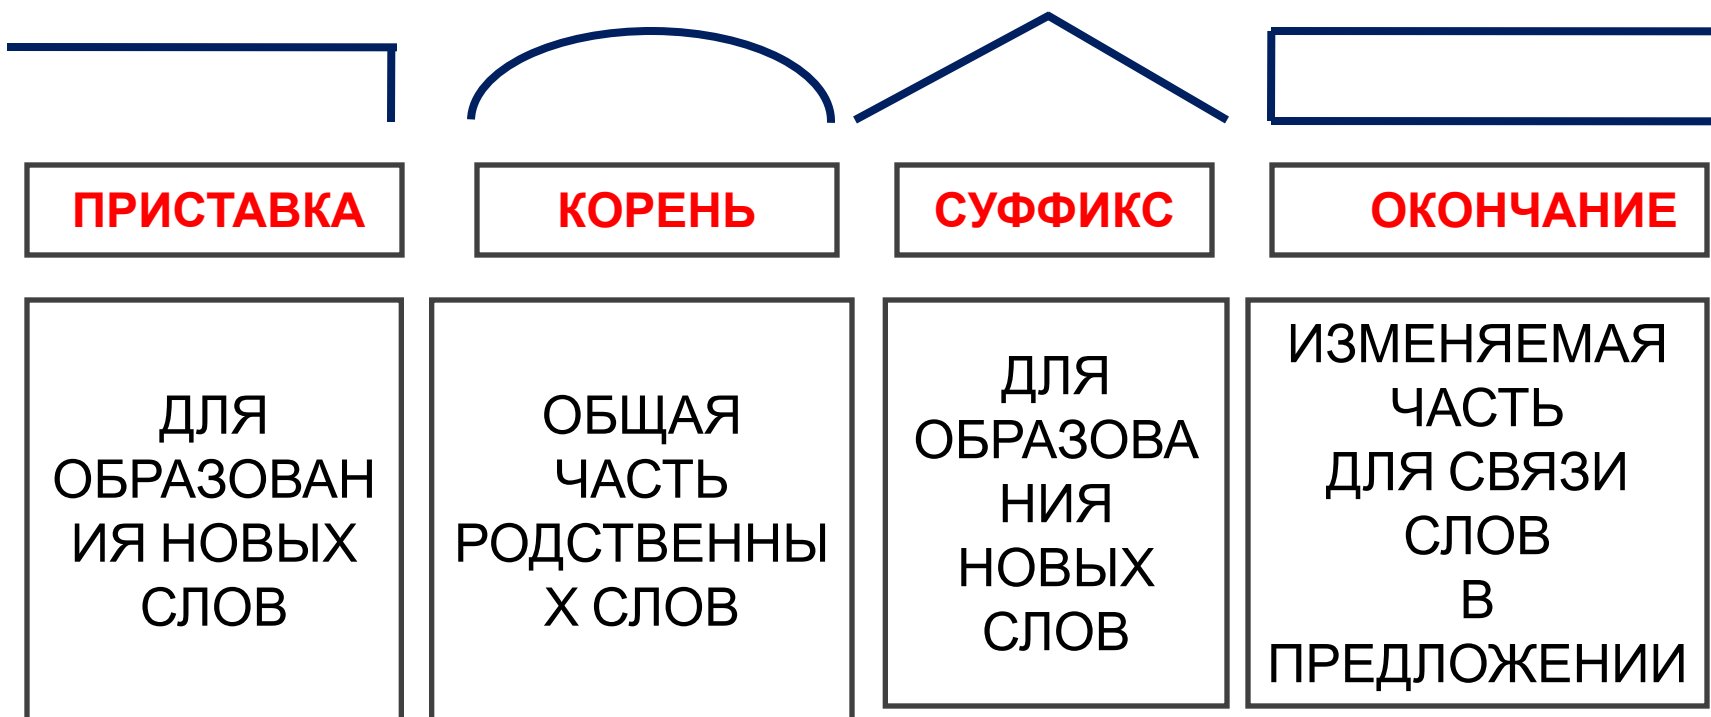 ПРИСТАВКА
КОРЕНЬ
СУФФИКС
ОКОНЧАНИЕ
ДЛЯ
ОБРАЗОВАН
ИЯ НОВЫХ
СЛОВ
ОБЩАЯ
ЧАСТЬ
РОДСТВЕННЫ
Х СЛОВ
ДЛЯ
ОБРАЗОВА
НИЯ
НОВЫХ
СЛОВ
ИЗМЕНЯЕМАЯ
ЧАСТЬ
ДЛЯ СВЯЗИ
СЛОВ
В
ПРЕДЛОЖЕНИИ